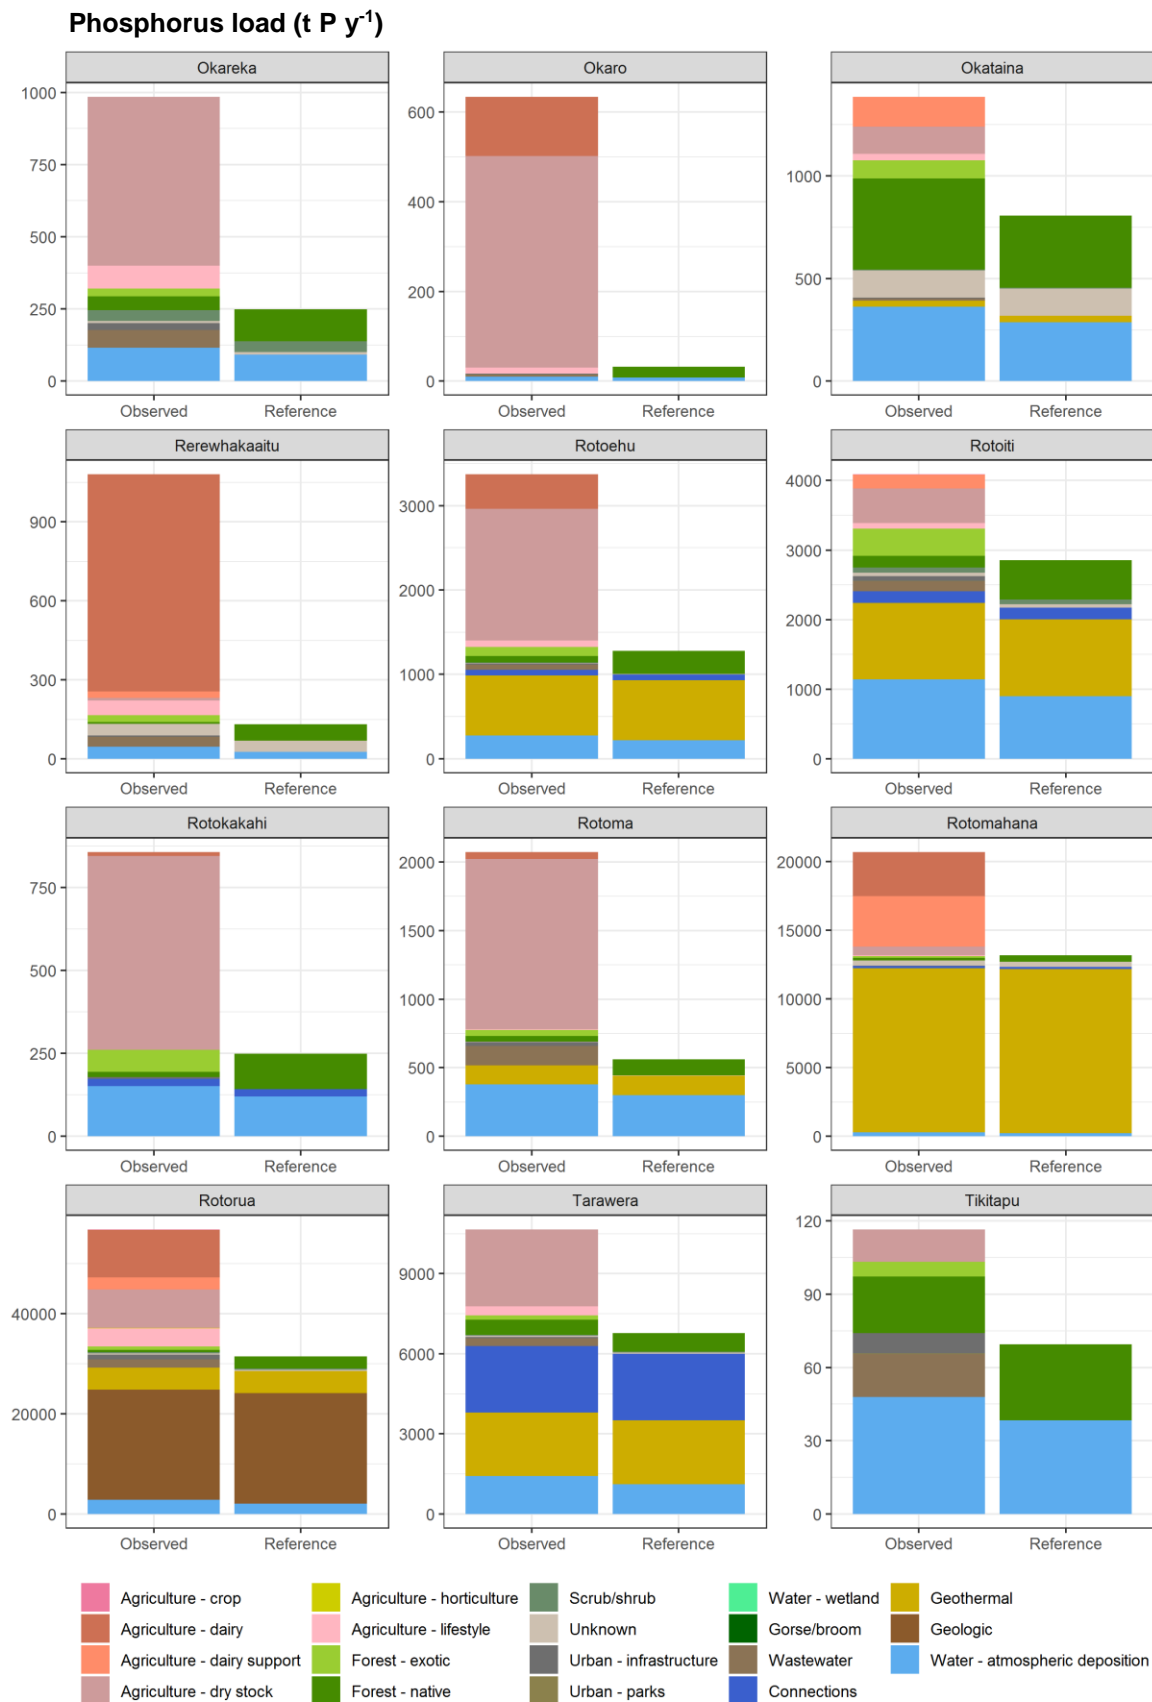 Phosphorus load (t P y⁻¹)
Okareka
Okaro
Okataina
1000
750
500
250
0
600
400
200
0
1000
500
0
Observed Reference
Observed Reference
Observed Reference
Rerewhakaaitu
Rotoehu
Rotoiti
900
600
300
0
3000
2000
1000
0
4000
3000
2000
1000
0
Observed Reference
Observed Reference
Observed Reference
Rotokakahi
Rotoma
Rotomahana
750
500
250
0
2000
1500
1000
500
0
20000
15000
10000
5000
0
Observed Reference
Observed Reference
Observed Reference
Rotorua
Tarawera
Tikitapu
40000
20000
0
9000
6000
3000
0
120
90
60
30
0
Observed Reference
Observed Reference
Observed Reference
Agriculture - crop
Agriculture - dairy
Agriculture - dairy support
Agriculture - dry stock
Agriculture - horticulture
Agriculture - lifestyle
Forest - exotic
Forest - native
Scrub/shrub
Unknown
Urban - infrastructure
Urban - parks
Water - wetland
Gorse/broom
Wastewater
Connections
Geothermal
Geologic
Water - atmospheric deposition